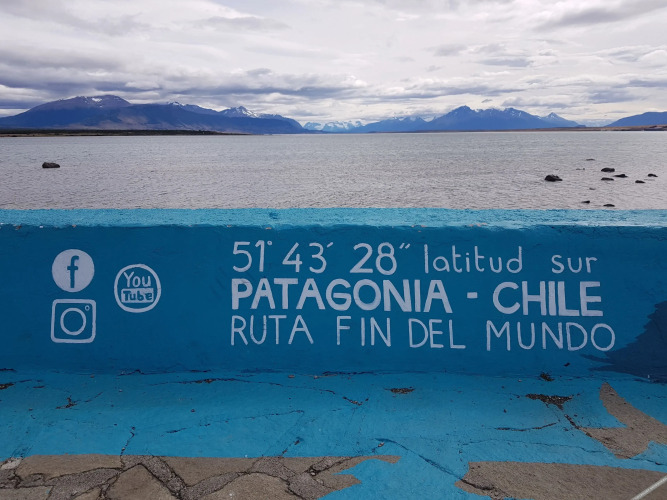 51° 43´ 28" latitud sur
PATAGONIA - CHILE
RUTA FIN DEL MUNDO
f
You
Tube